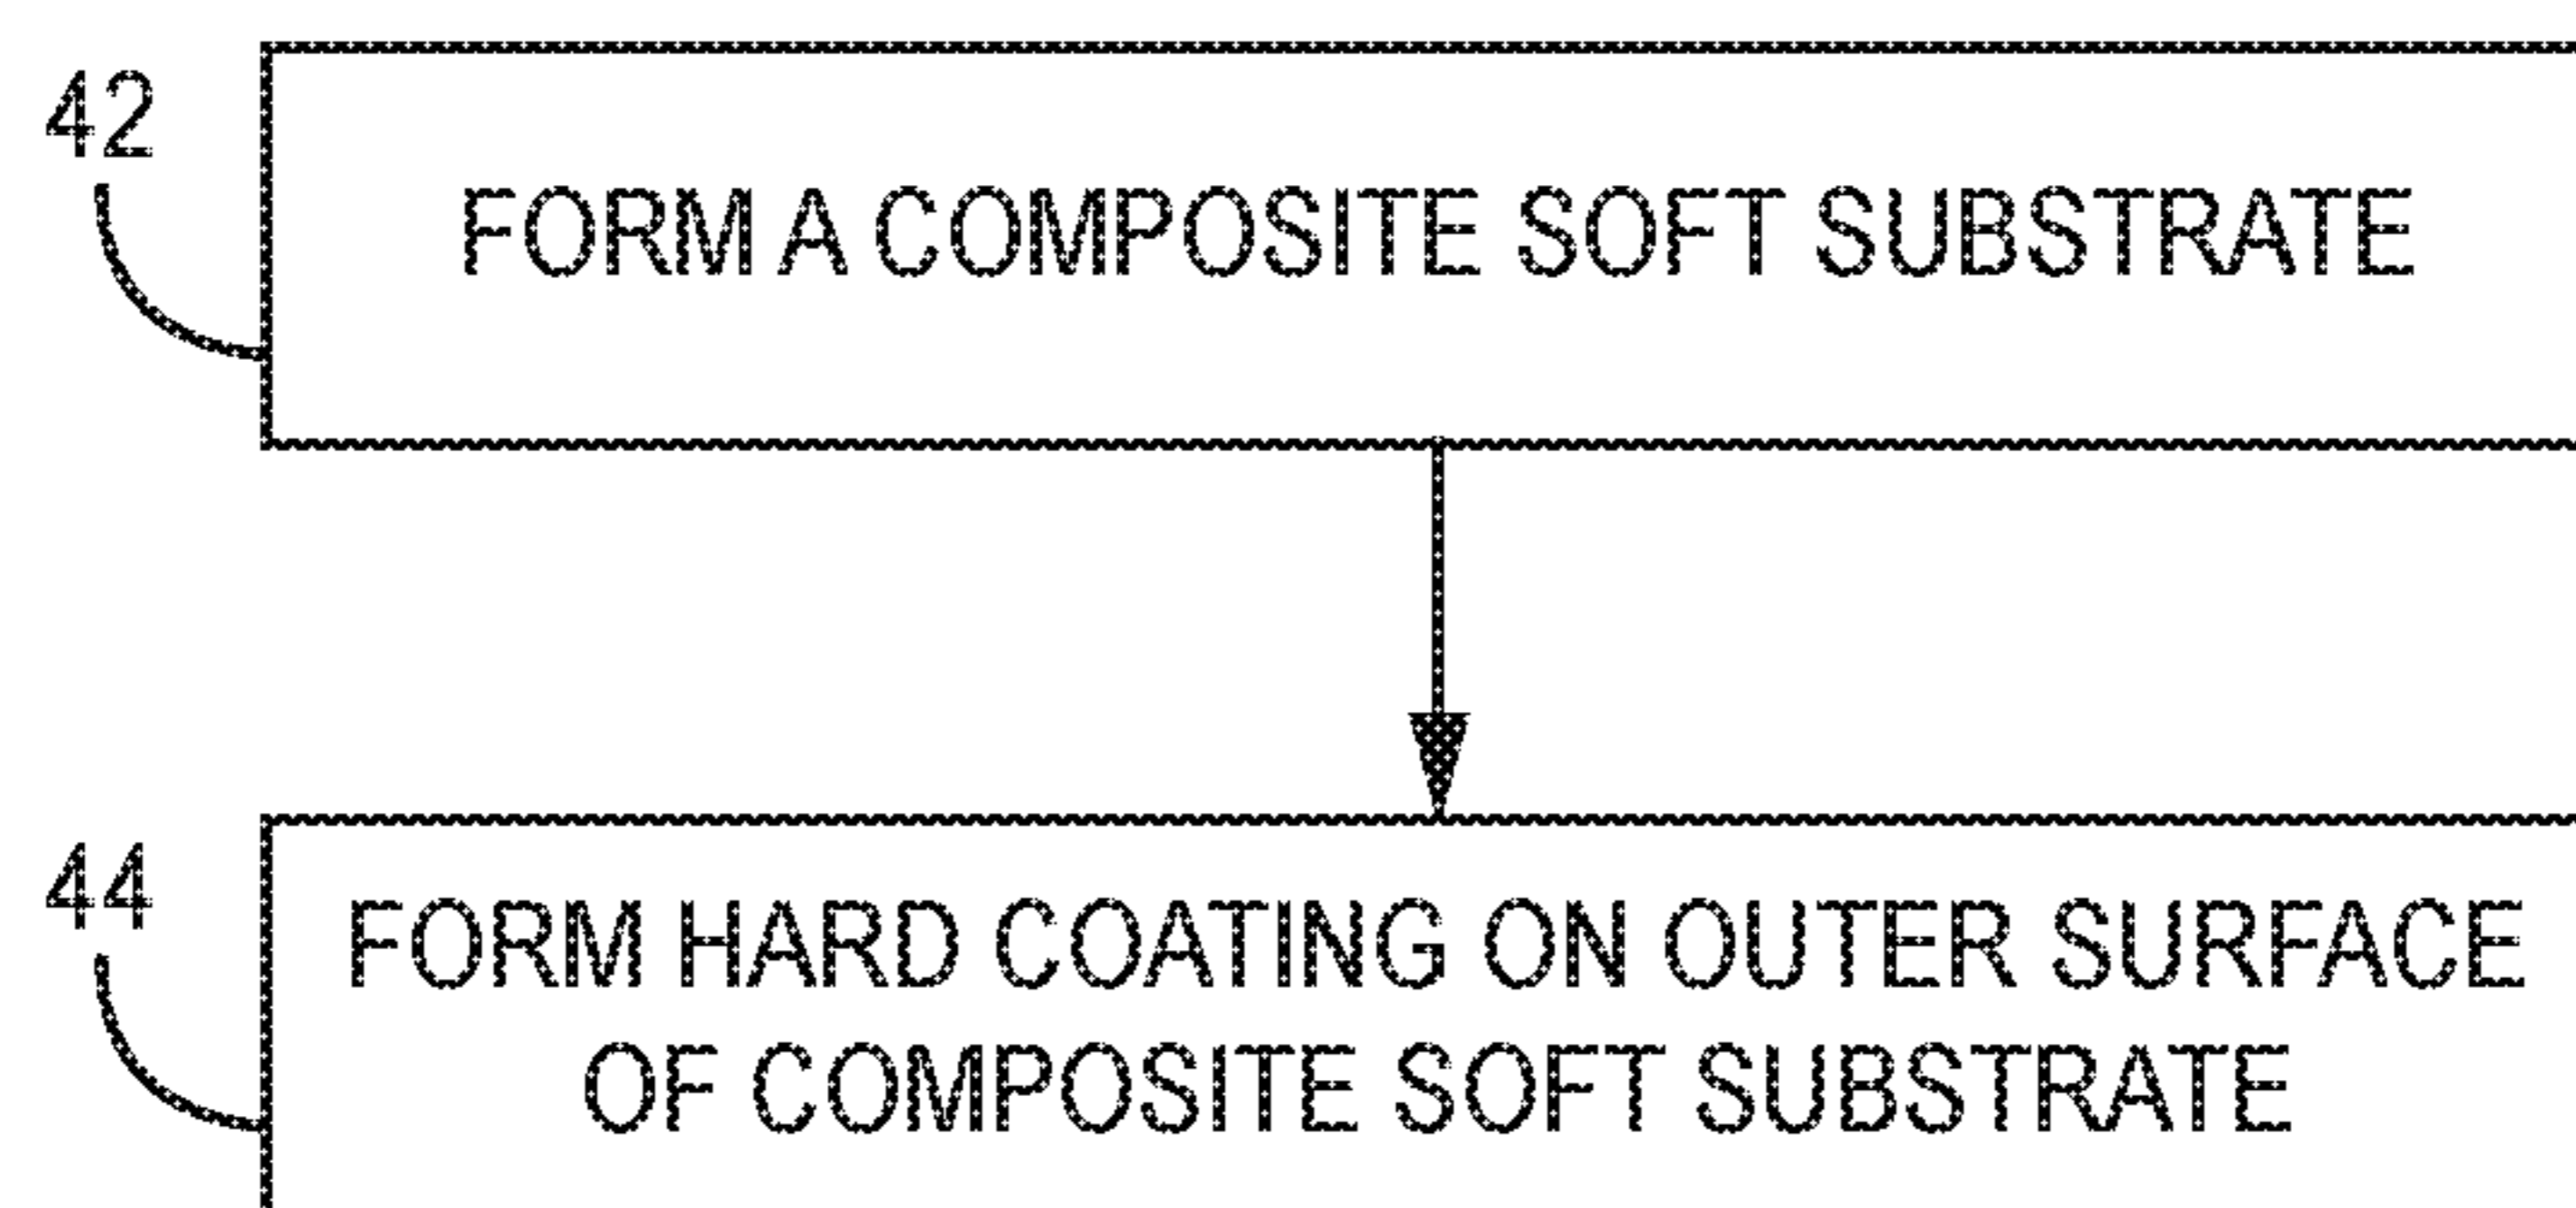 42
FORM A COMPOSITE SOFT SUBSTRATE
44
FORM HARD COATING ON OUTER SURFACE
OF COMPOSITE SOFT SUBSTRATE